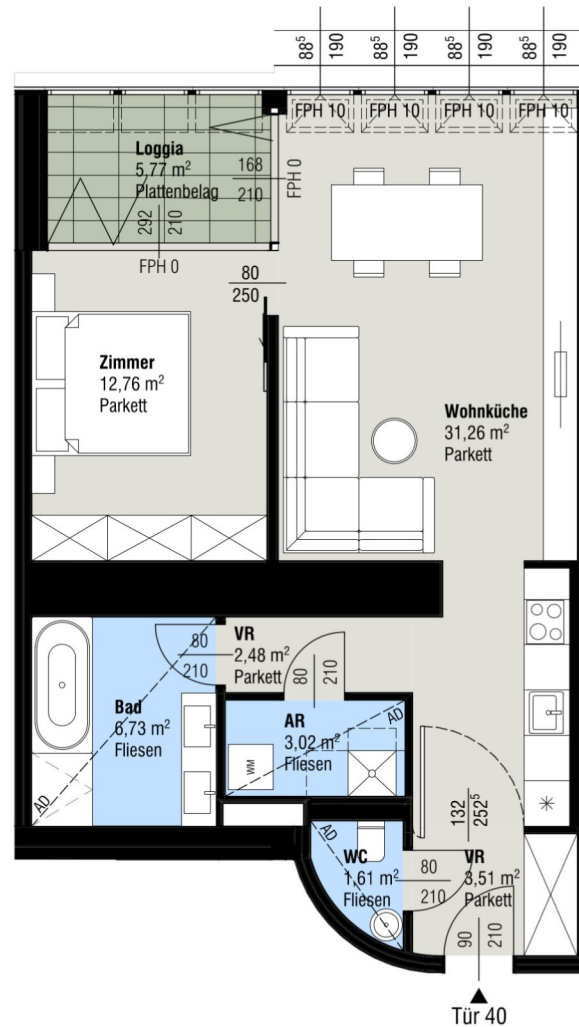 88⁵
190
88⁵
190
88⁵
190
88⁵
190
FPH 10
FPH 10
FPH 10
FPH 10
Loggia
5,77 m²
Plattenbelag
168
210
FPH 0
292
210
FPH 0
80
250
Zimmer
12,76 m²
Parkett
Wohnküche
31,26 m²
Parkett
80
210
VR
2,48 m²
Parkett
80
210
Bad
6,73 m²
Fliesen
AD
AR
3,02 m²
Fliesen
AD
WM
132
252⁵
AD
WC
1,61 m²
Fliesen
80
210
VR
3,51 m²
Parkett
90
210
Tür 40